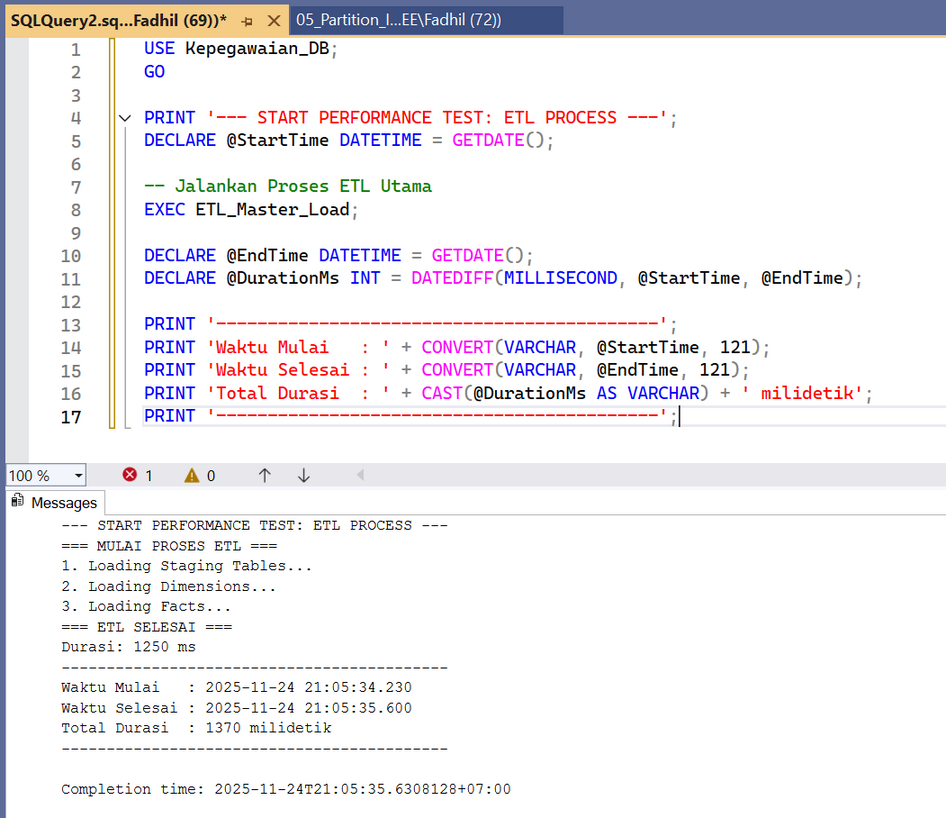 SQLQuery2.sq...Fadhil (69))*
05_Partition_I...EE\Fadhil (72))
1 USE Kepegawaian_DB;
2 GO
3
4 PRINT '--- START PERFORMANCE TEST: ETL PROCESS ---';
5 DECLARE @StartTime DATETIME = GETDATE();
6
7 -- Jalankan Proses ETL Utama
8 EXEC ETL_Master_Load;
9
10 DECLARE @EndTime DATETIME = GETDATE();
11 DECLARE @DurationMs INT = DATEDIFF(MILLISECOND, @StartTime, @EndTime);
12
13 PRINT '-------------------------------------------';
14 PRINT 'Waktu Mulai   : ' + CONVERT(VARCHAR, @StartTime, 121);
15 PRINT 'Waktu Selesai : ' + CONVERT(VARCHAR, @EndTime, 121);
16 PRINT 'Total Durasi  : ' + CAST(@DurationMs AS VARCHAR) + ' milidetik';
17 PRINT '-------------------------------------------';
100 % 1 0
Messages
--- START PERFORMANCE TEST: ETL PROCESS ---
=== MULAI PROSES ETL ===
1. Loading Staging Tables...
2. Loading Dimensions...
3. Loading Facts...
=== ETL SELESAI ===
Durasi: 1250 ms
-------------------------------------------
Waktu Mulai   : 2025-11-24 21:05:34.230
Waktu Selesai : 2025-11-24 21:05:35.600
Total Durasi  : 1370 milidetik
-------------------------------------------
Completion time: 2025-11-24T21:05:35.6308128+07:00